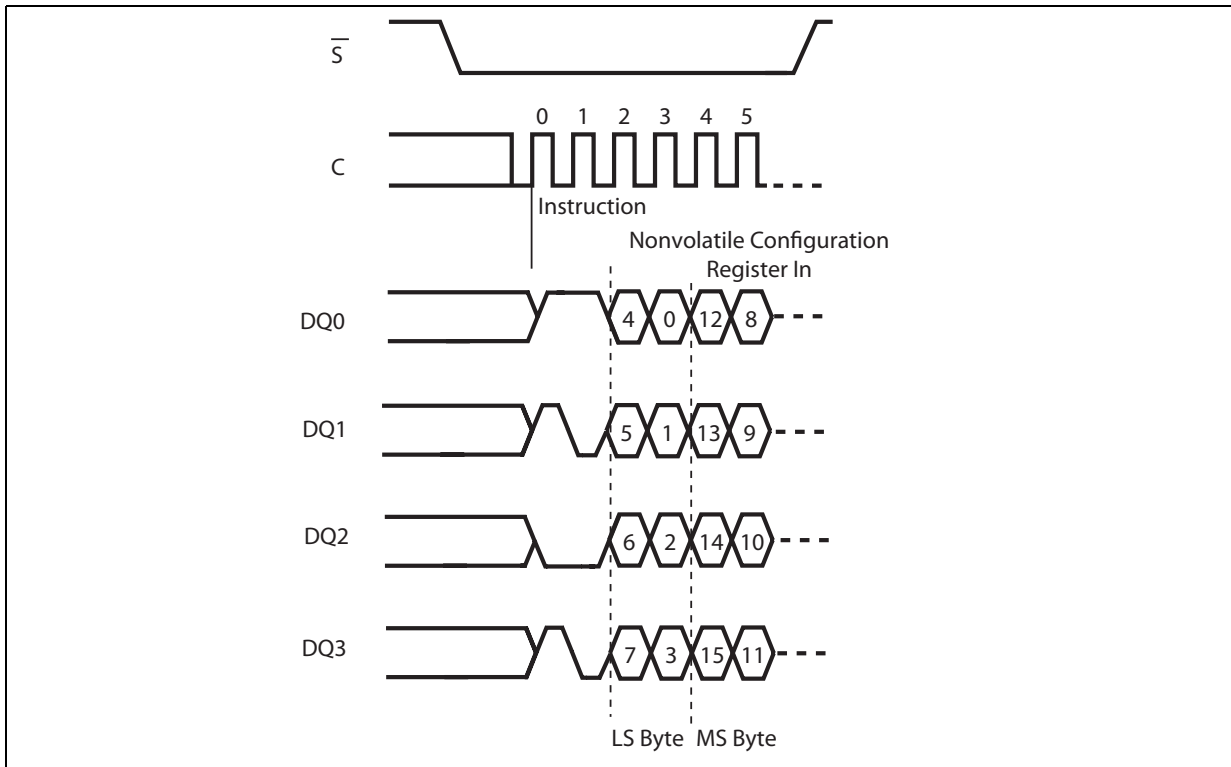 S
0 1 2 3 4 5
C
Instruction
Nonvolatile Configuration
Register In
DQ0 4 0 12 8
DQ1 5 1 13 9
DQ2 6 2 14 10
DQ3 7 3 15 11
LS Byte MS Byte